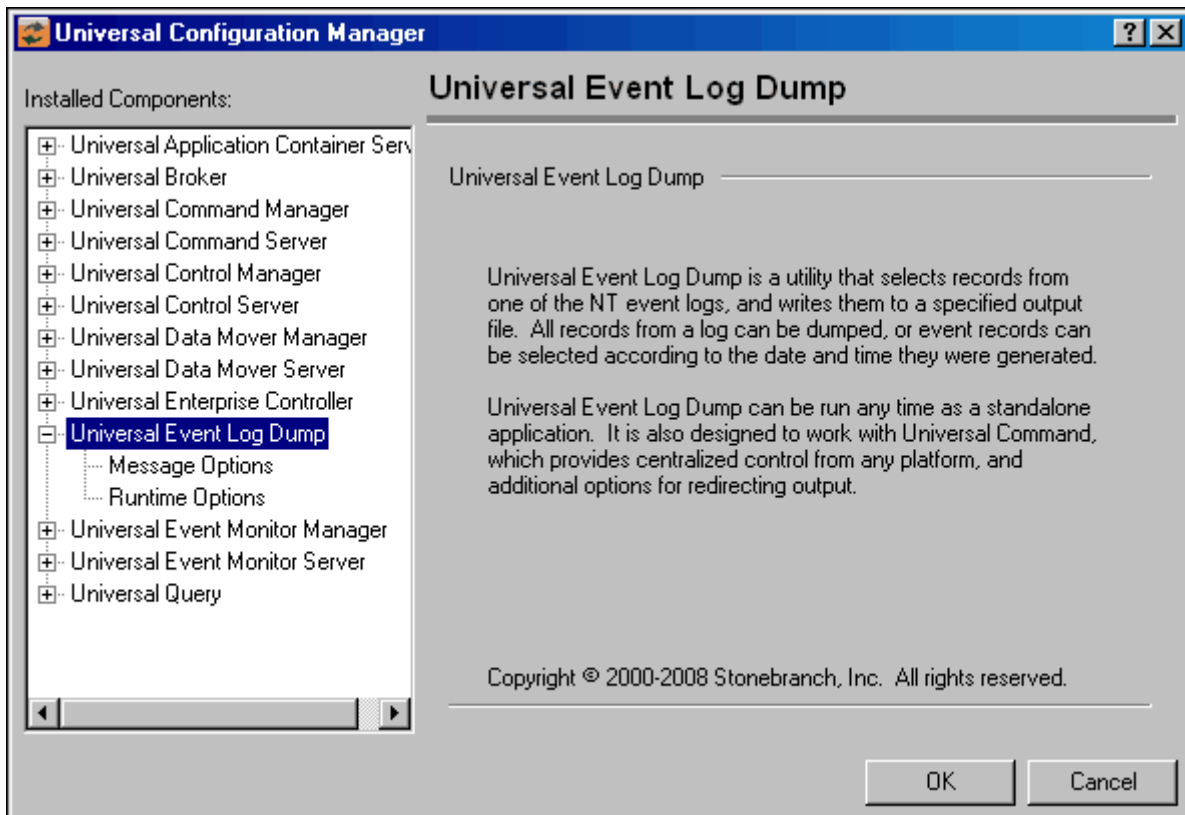 Universal Configuration Manager
Installed Components:
Universal Application Container Serv
Universal Broker
Universal Command Manager
Universal Command Server
Universal Control Manager
Universal Control Server
Universal Data Mover Manager
Universal Data Mover Server
Universal Enterprise Controller
Universal Event Log Dump
Message Options
Runtime Options
Universal Event Monitor Manager
Universal Event Monitor Server
Universal Query
Universal Event Log Dump
Universal Event Log Dump
Universal Event Log Dump is a utility that selects records from
one of the NT event logs, and writes them to a specified output
file.  All records from a log can be dumped, or event records can
be selected according to the date and time they were generated.
Universal Event Log Dump can be run any time as a standalone
application.  It is also designed to work with Universal Command,
which provides centralized control from any platform, and
additional options for redirecting output.
Copyright © 2000-2008 Stonebranch, Inc.  All rights reserved.
OK
Cancel